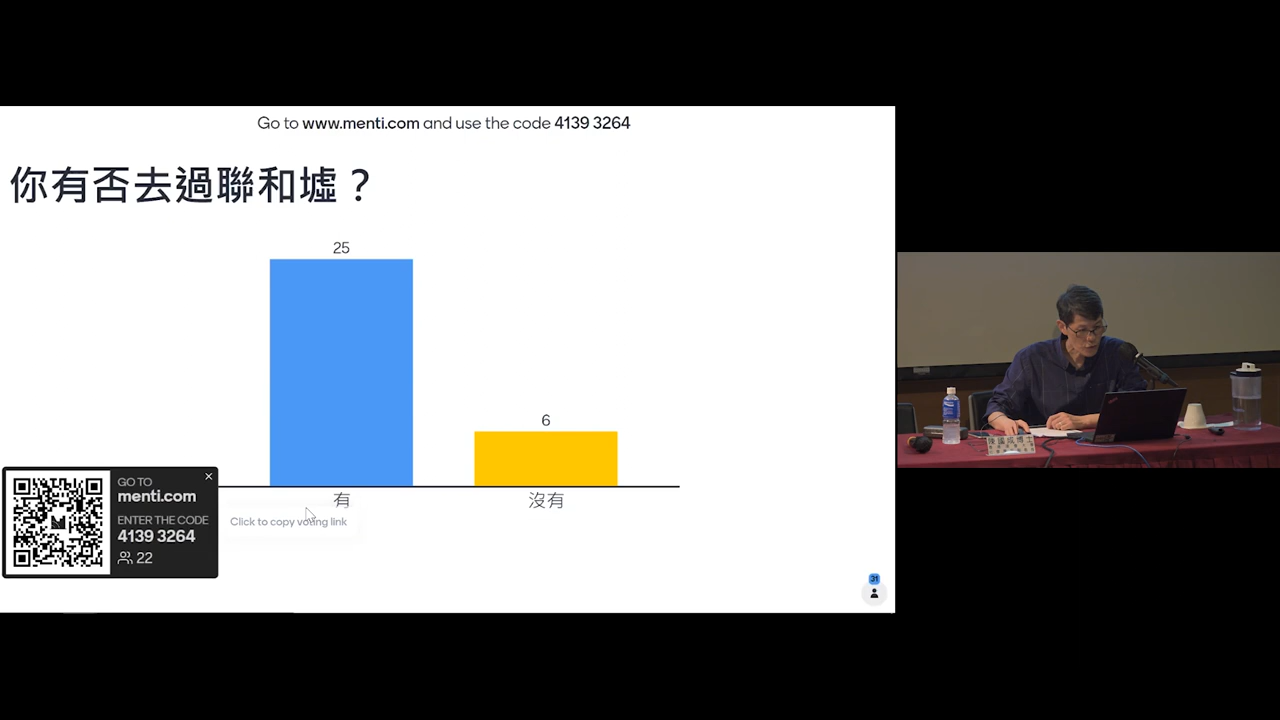 Go to www.menti.com and use the code 4139 3264
你有否去過聯和墟？
25
6
有
沒有
GO TO
menti.com
ENTER THE CODE
4139 3264
22
Click to copy voting link
31